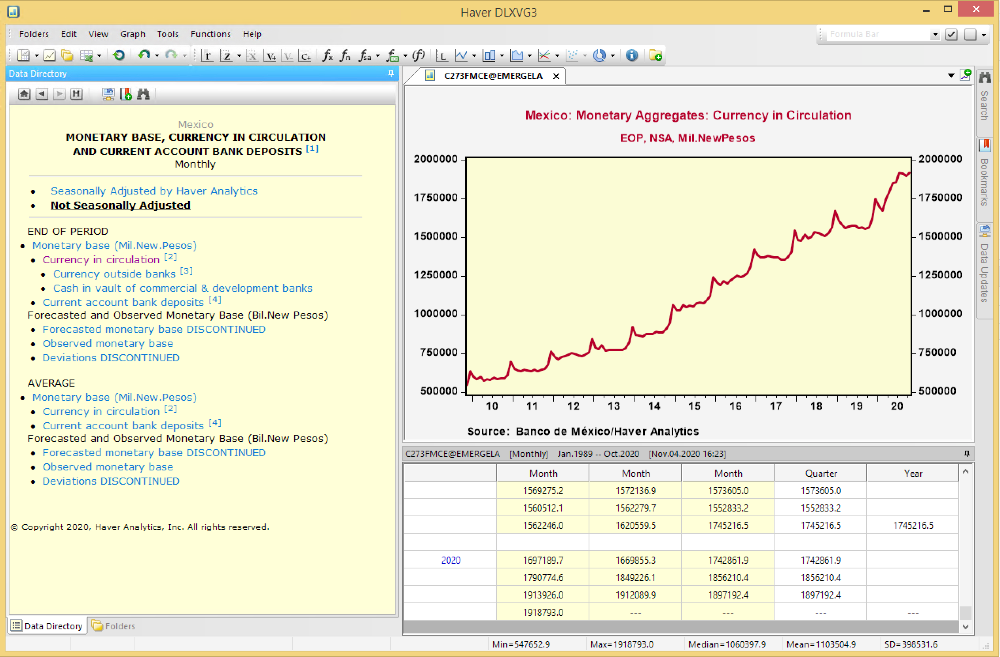 Haver DLXVG3
Folders Edit View Graph Tools Functions Help
Formula Bar
r z x V+ V- C+ fx fn fsa f (f) L
Data Directory
H
C273FMCE@EMERGELA
Mexico
MONETARY BASE, CURRENCY IN CIRCULATION
AND CURRENT ACCOUNT BANK DEPOSITS [1]
Monthly
• Seasonally Adjusted by Haver Analytics
• Not Seasonally Adjusted
END OF PERIOD
• Monetary base (Mil.New.Pesos)
• Currency in circulation [2]
• Currency outside banks [3]
• Cash in vault of commercial & development banks
• Current account bank deposits [4]
Forecasted and Observed Monetary Base (Bil.New Pesos)
• Forecasted monetary base DISCONTINUED
• Observed monetary base
• Deviations DISCONTINUED
AVERAGE
• Monetary base (Mil.New.Pesos)
• Currency in circulation [2]
• Current account bank deposits [4]
Forecasted and Observed Monetary Base (Bil.New Pesos)
• Forecasted monetary base DISCONTINUED
• Observed monetary base
• Deviations DISCONTINUED
© Copyright 2020, Haver Analytics, Inc. All rights reserved.
Data Directory Folders
Mexico: Monetary Aggregates: Currency in Circulation
EOP, NSA, Mil.NewPesos
2000000 2000000
1750000 1750000
1500000 1500000
1250000 1250000
1000000 1000000
750000 750000
500000 500000
10 11 12 13 14 15 16 17 18 19 20
Source: Banco de México/Haver Analytics
Search
Bookmarks
Data Updates
C273FMCE@EMERGELA [Monthly] Jan.1989 -- Oct.2020 [Nov.04.2020 16:23]
Month Month Month Quarter Year
1569275.2 1572136.9 1573605.0 1573605.0
1560512.1 1562279.7 1552833.2 1552833.2
1562246.0 1620559.5 1745216.5 1745216.5 1745216.5
2020 1697189.7 1669855.3 1742861.9 1742861.9
1790774.6 1849226.1 1856210.4 1856210.4
1913926.0 1912089.9 1897192.4 1897192.4
1918793.0 --- --- --- ---
Min=547652.9 Max=1918793.0 Median=1060397.9 Mean=1103504.9 SD=398531.6